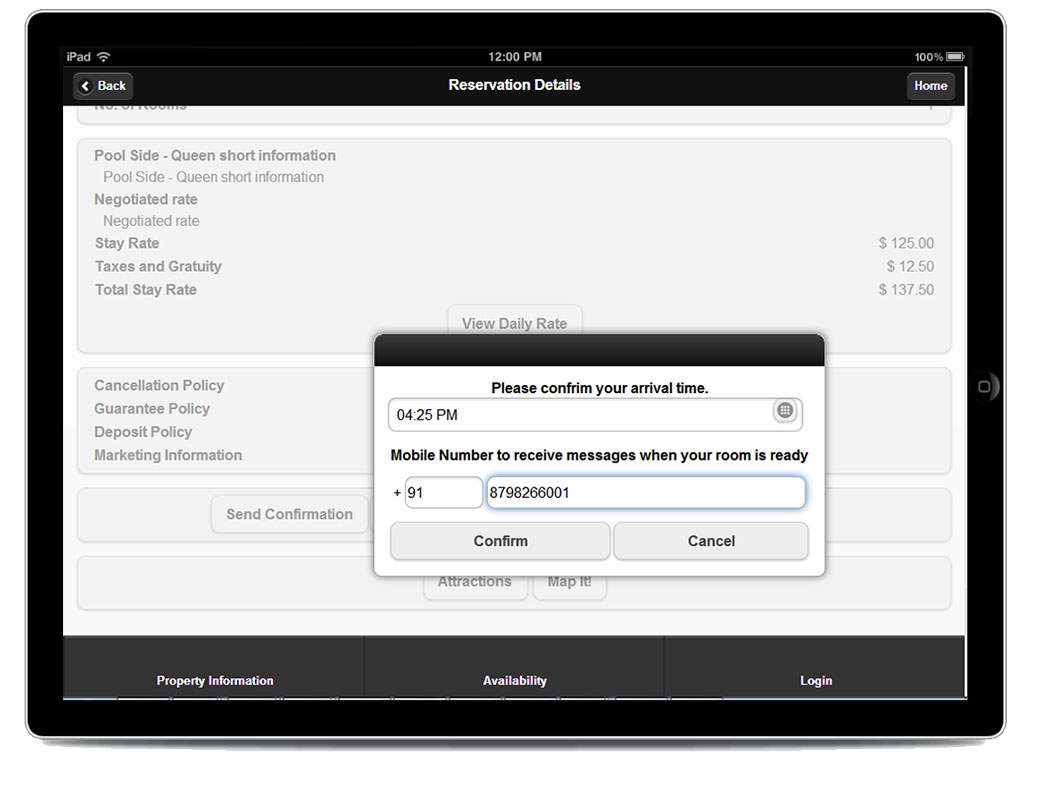 iPad 12:00 PM 100%
Back Reservation Details Home
No. of Rooms
Pool Side - Queen short information
Pool Side - Queen short information
Negotiated rate
Negotiated rate
Stay Rate $ 125.00
Taxes and Gratuity $ 12.50
Total Stay Rate $ 137.50
View Daily Rate
Cancellation Policy
Guarantee Policy
Deposit Policy
Marketing Information
Send Confirmation
Please confrim your arrival time.
04:25 PM
Mobile Number to receive messages when your room is ready
+ 91 8798266001
Confirm Cancel
Attractions Map It!
Property Information Availability Login